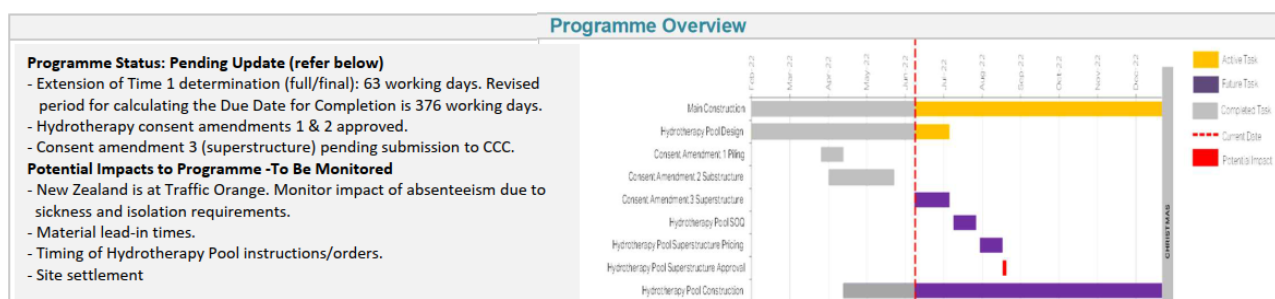 Programme Overview
Programme Status: Pending Update (refer below)
- Extension of Time 1 determination (full/final): 63 working days. Revised
period for calculating the Due Date for Completion is 376 working days.
- Hydrotherapy consent amendments 1 & 2 approved.
- Consent amendment 3 (superstructure) pending submission to CCC.
Potential Impacts to Programme -To Be Monitored
- New Zealand is at Traffic Orange. Monitor impact of absenteeism due to
sickness and isolation requirements.
- Material lead-in times.
- Timing of Hydrotherapy Pool instructions/orders.
- Site settlement
Feb-22
Mar-22
Apr-22
May-22
Jun-22
Jul-22
Aug-22
Sep-22
Oct-22
Nov-22
Dec-22
Main Construction
Hydrotherapy Pool Design
Consent Amendment 1 Piling
Consent Amendment 2 Substructure
Consent Amendment 3 Superstructure
Hydrotherapy Pool SOQ
Hydrotherapy Pool Superstructure Pricing
Hydrotherapy Pool Superstructure Approval
Hydrotherapy Pool Construction
CHRISTMAS
Active Task
Future Task
Completed Task
Current Date
Potential Impact